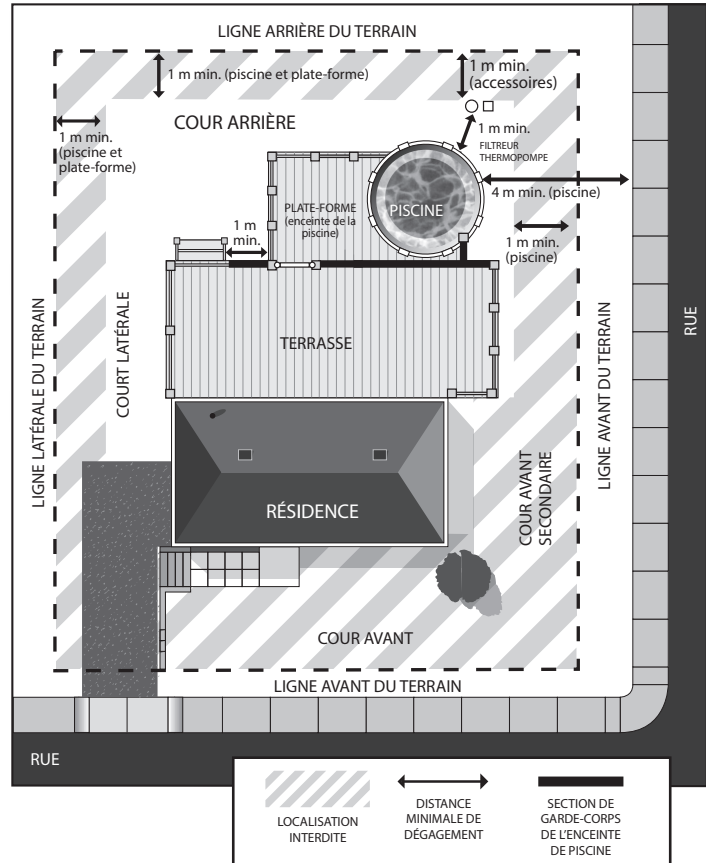 LIGNE ARRIÈRE DU TERRAIN
1 m min. (piscine et plate-forme)
1 m min.
(accessoires)
COUR ARRIÈRE
1 m min.
(piscine et
plate-forme)
1 m min.
FILTREUR
THERMOPOMPE
4 m min. (piscine)
PLATE-FORME
(enceinte de la
piscine)
PISCINE
1 m
min.
1 m min.
(piscine)
LIGNE LATÉRALE DU TERRAIN
COURT LATÉRALE
TERRASSE
RÉSIDENCE
COUR AVANT
SECONDAIRE
LIGNE AVANT DU TERRAIN
RUE
COUR AVANT
LIGNE AVANT DU TERRAIN
RUE
LOCALISATION
INTERDITE
DISTANCE
MINIMALE DE
DÉGAGEMENT
SECTION DE
GARDE-CORPS
DE L'ENCEINTE
DE PISCINE